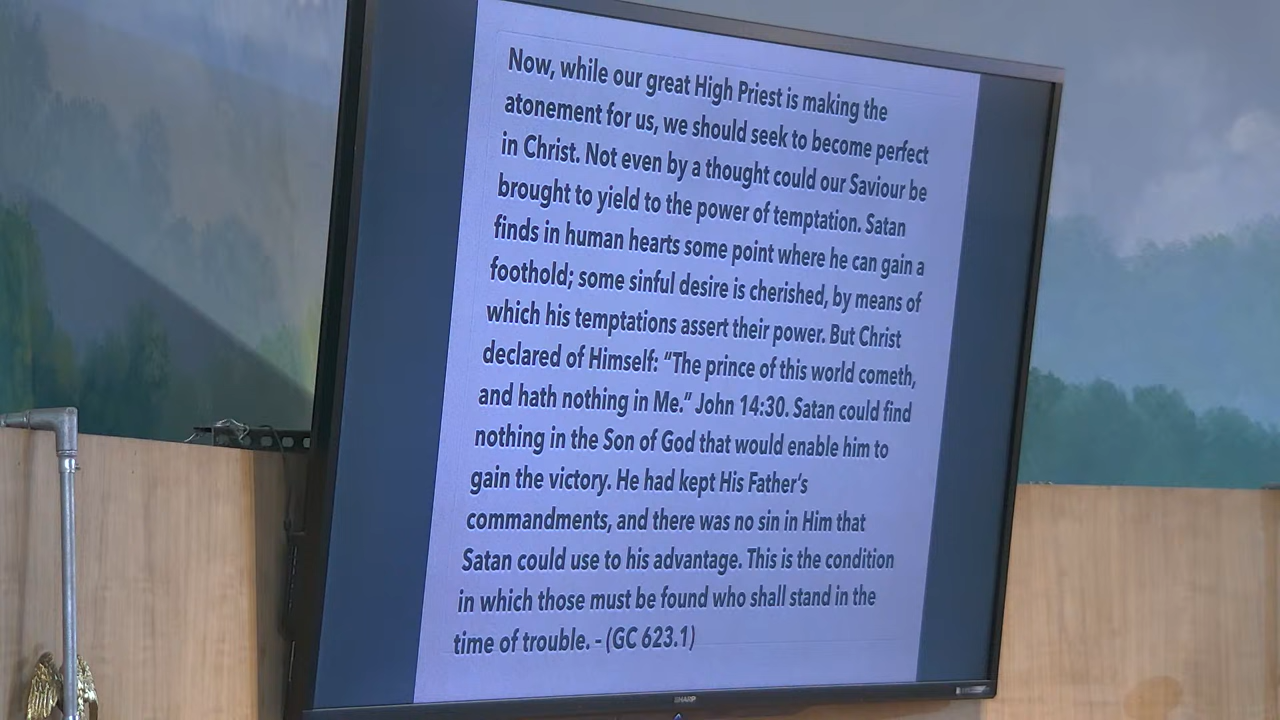 Now, while our great High Priest is making the
atonement for us, we should seek to become perfect
in Christ. Not even by a thought could our Saviour be
brought to yield to the power of temptation. Satan
finds in human hearts some point where he can gain a
foothold; some sinful desire is cherished, by means of
which his temptations assert their power. But Christ
declared of Himself: “The prince of this world cometh,
and hath nothing in Me.” John 14:30. Satan could find
nothing in the Son of God that would enable him to
gain the victory. He had kept His Father’s
commandments, and there was no sin in Him that
Satan could use to his advantage. This is the condition
in which those must be found who shall stand in the
time of trouble. - (GC 623.1)
SHARP